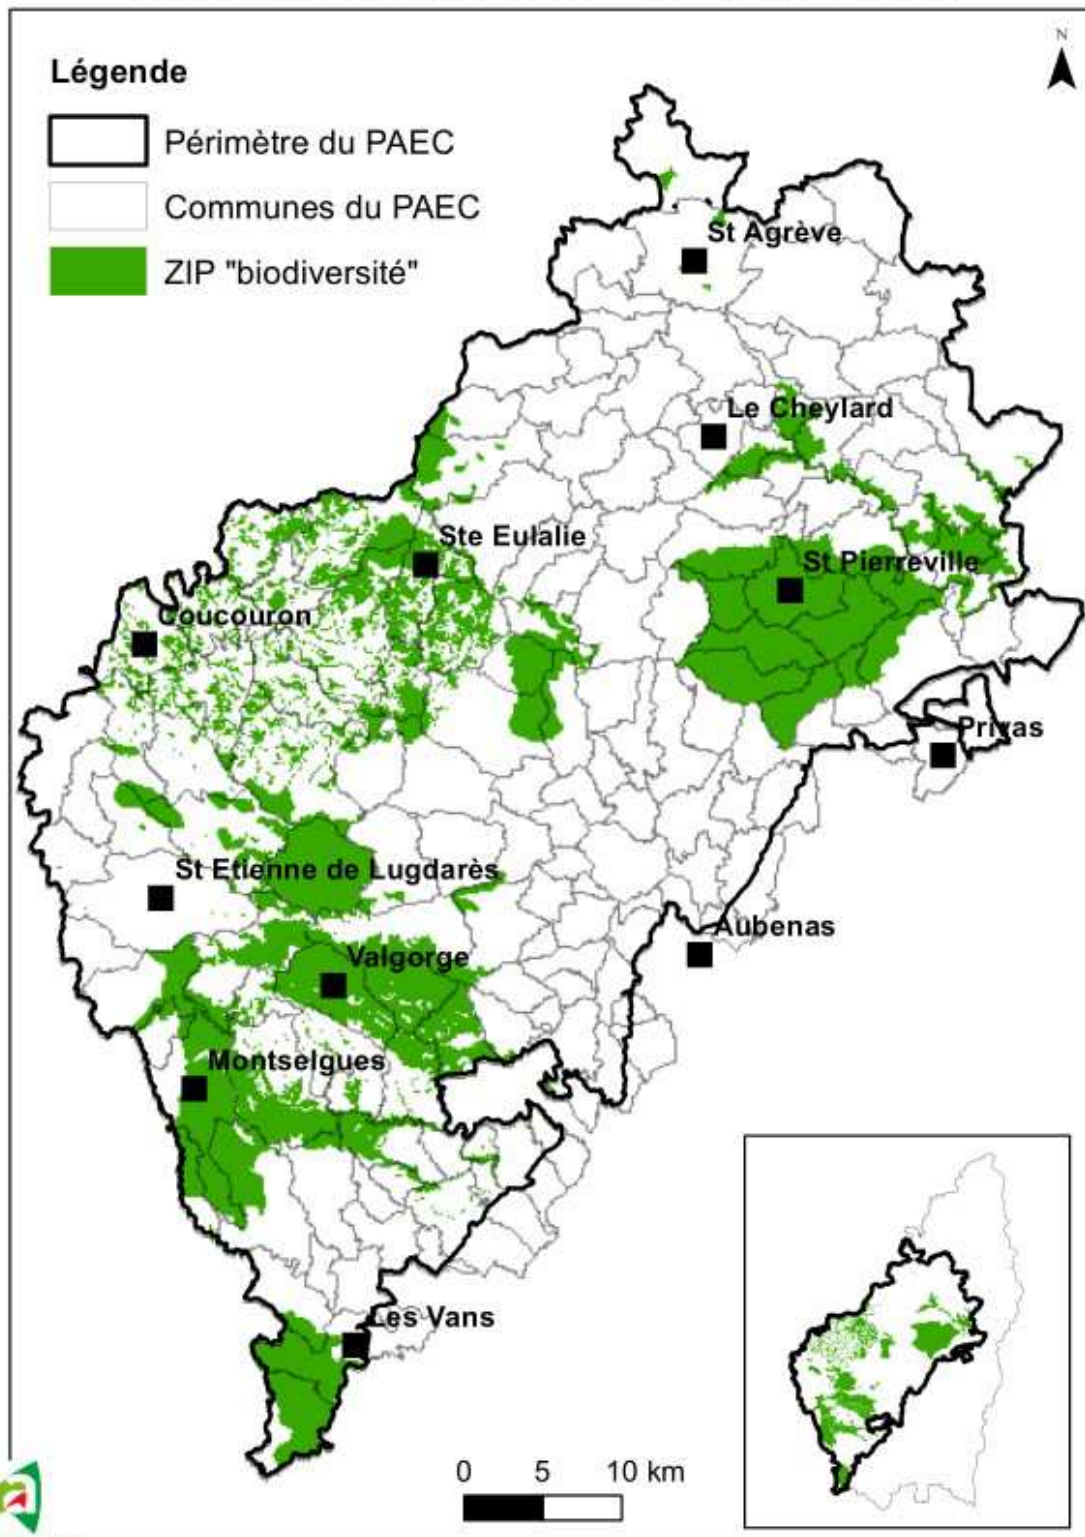 N
Légende
Périmètre du PAEC
Communes du PAEC
ZIP "biodiversité"
St Agrève
Le Cheylard
Ste Eulalie
St Pierreville
Coucouron
Privas
St Etienne de Lugdarès
Aubenas
Valgorge
Montselgues
Les Vans
0 5 10 km